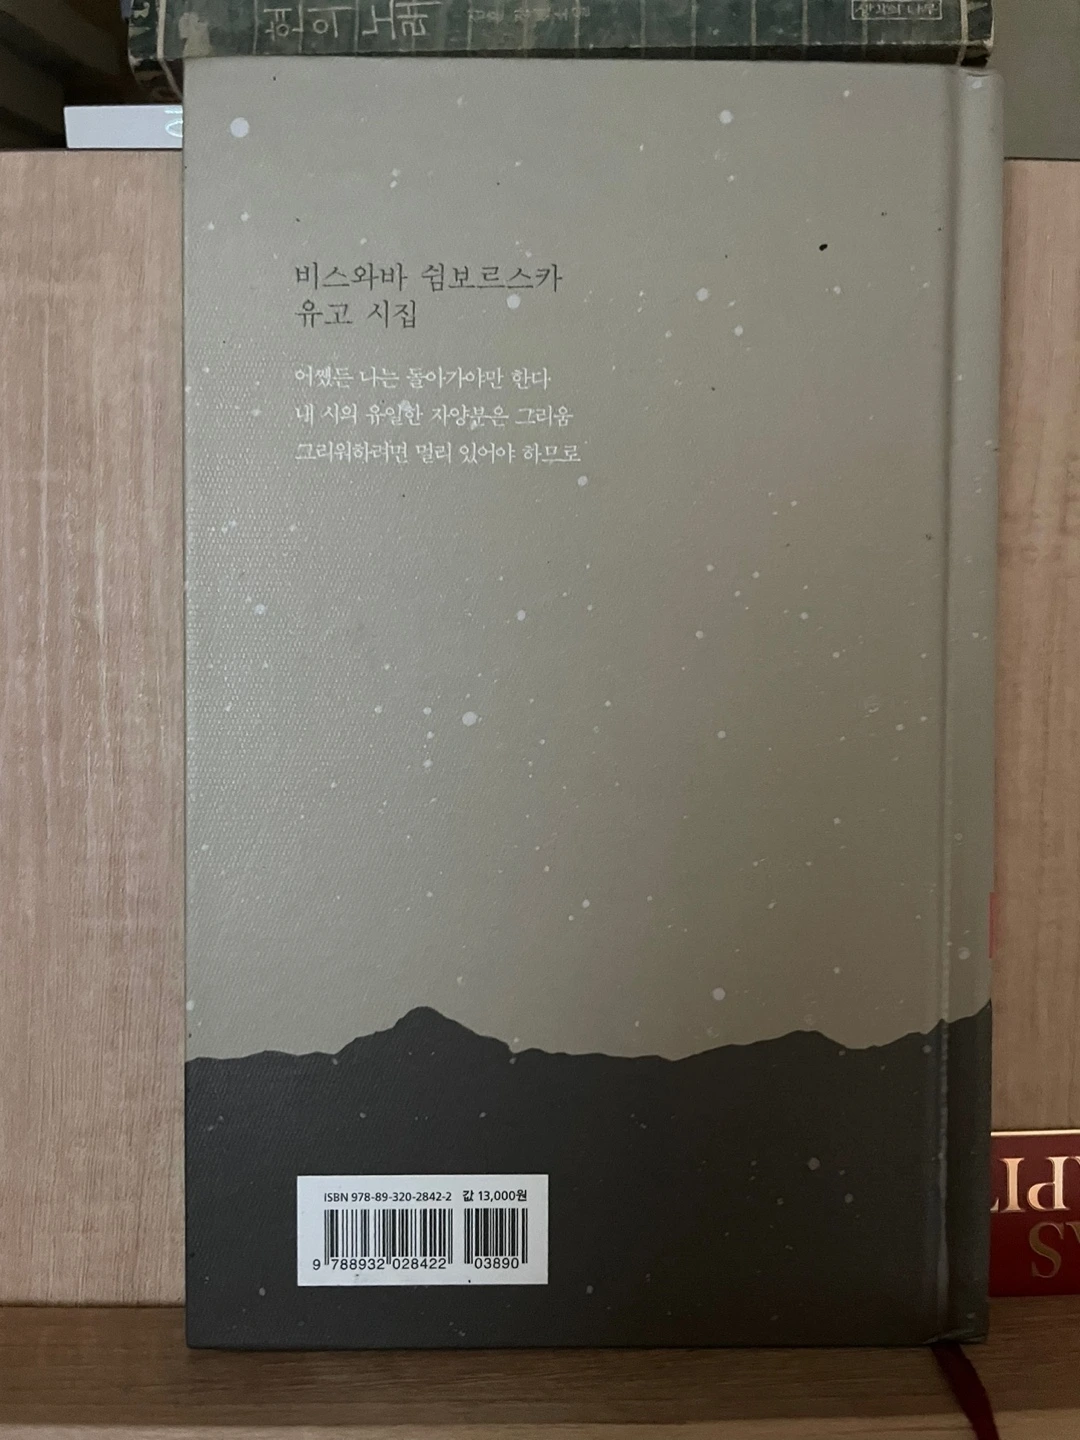 비스와바 쉼보르스카
유고 시집
어쨌든 나는 돌아가야만 한다
내 시의 유일한 자양분은 그리움
그리워하려면 멀리 있어야 하므로
ISBN 978-89-320-2842-2 값 13,000원
9 788932 028422 03890